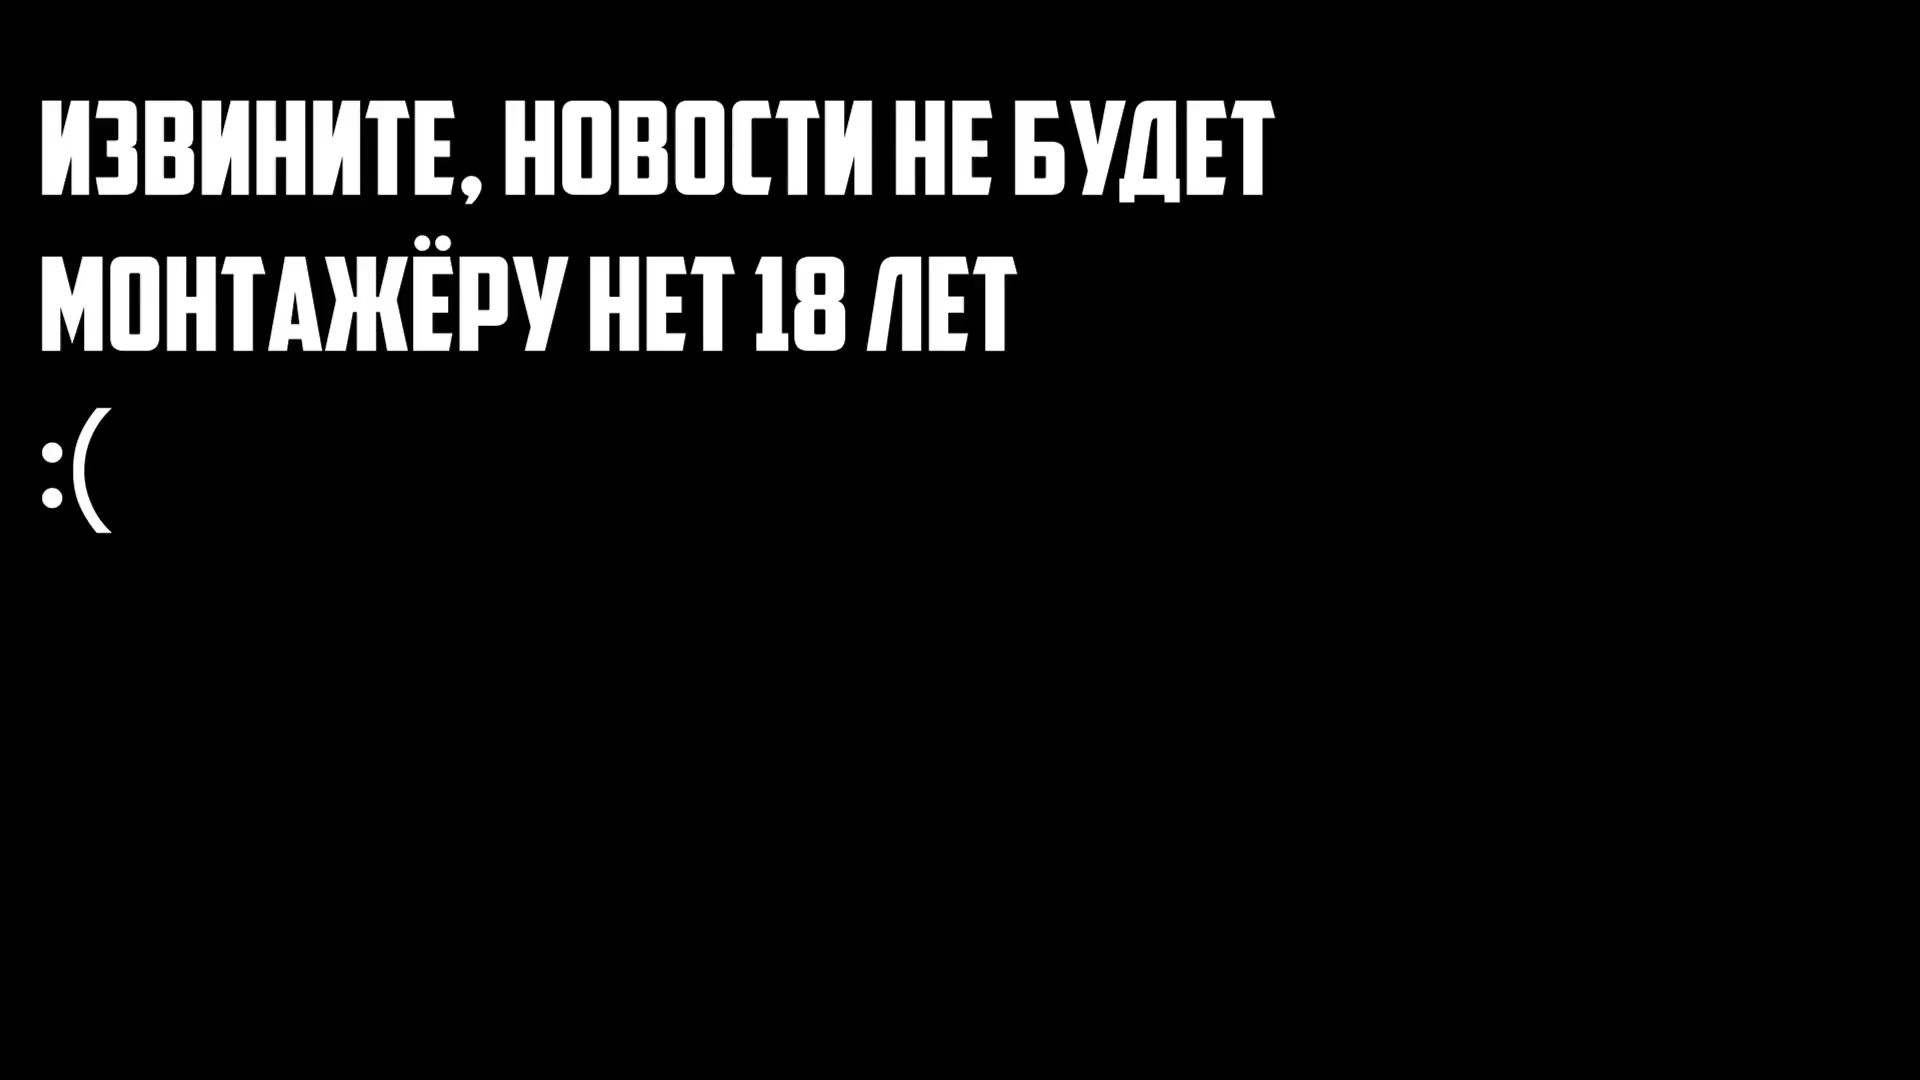 ИЗВИНИТЕ, НОВОСТИ НЕ БУДЕТ
МОНТАЖЁРУ НЕТ 18 ЛЕТ
:(